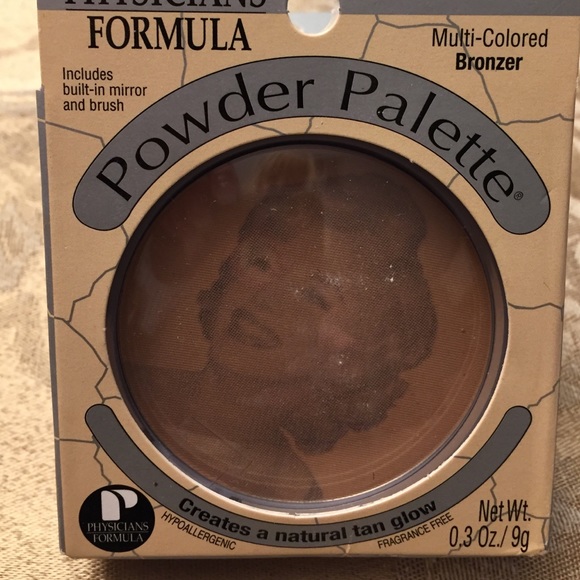 PHYSICIANS
FORMULA
Multi-Colored
Bronzer
Includes
built-in mirror
and brush
Powder Palette®
Creates a natural tan glow
HYPOALLERGENIC
FRAGRANCE FREE
P
PHYSICIANS
FORMULA
Net Wt.
0.3 Oz./ 9g